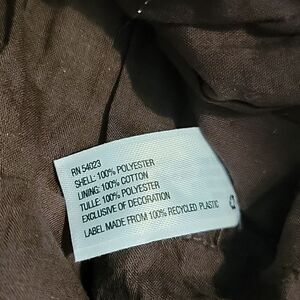 RN 54023
SHELL: 100% POLYESTER
LINING: 100% COTTON
TULLE: 100% POLYESTER
EXCLUSIVE OF DECORATION
LABEL MADE FROM 100% RECYCLED PLASTIC